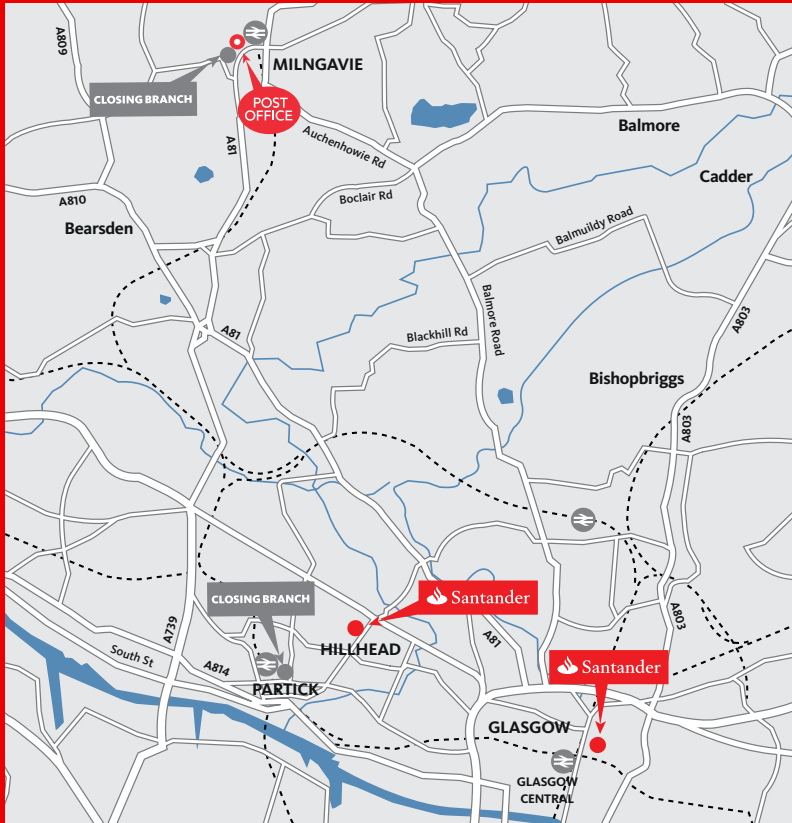 A809
MILNGAVIE
CLOSING BRANCH
POST
OFFICE
A81
Auchenhowie Rd
Balmore
Cadder
A810
Boclair Rd
Bearsden
Balmuildy Road
A81
Blackhill Rd
Balmore Road
A803
Bishopbriggs
A803
CLOSING BRANCH
Santander
HILLHEAD
A739
South St
A814
PARTICK
A81
A803
Santander
GLASGOW
GLASGOW
CENTRAL